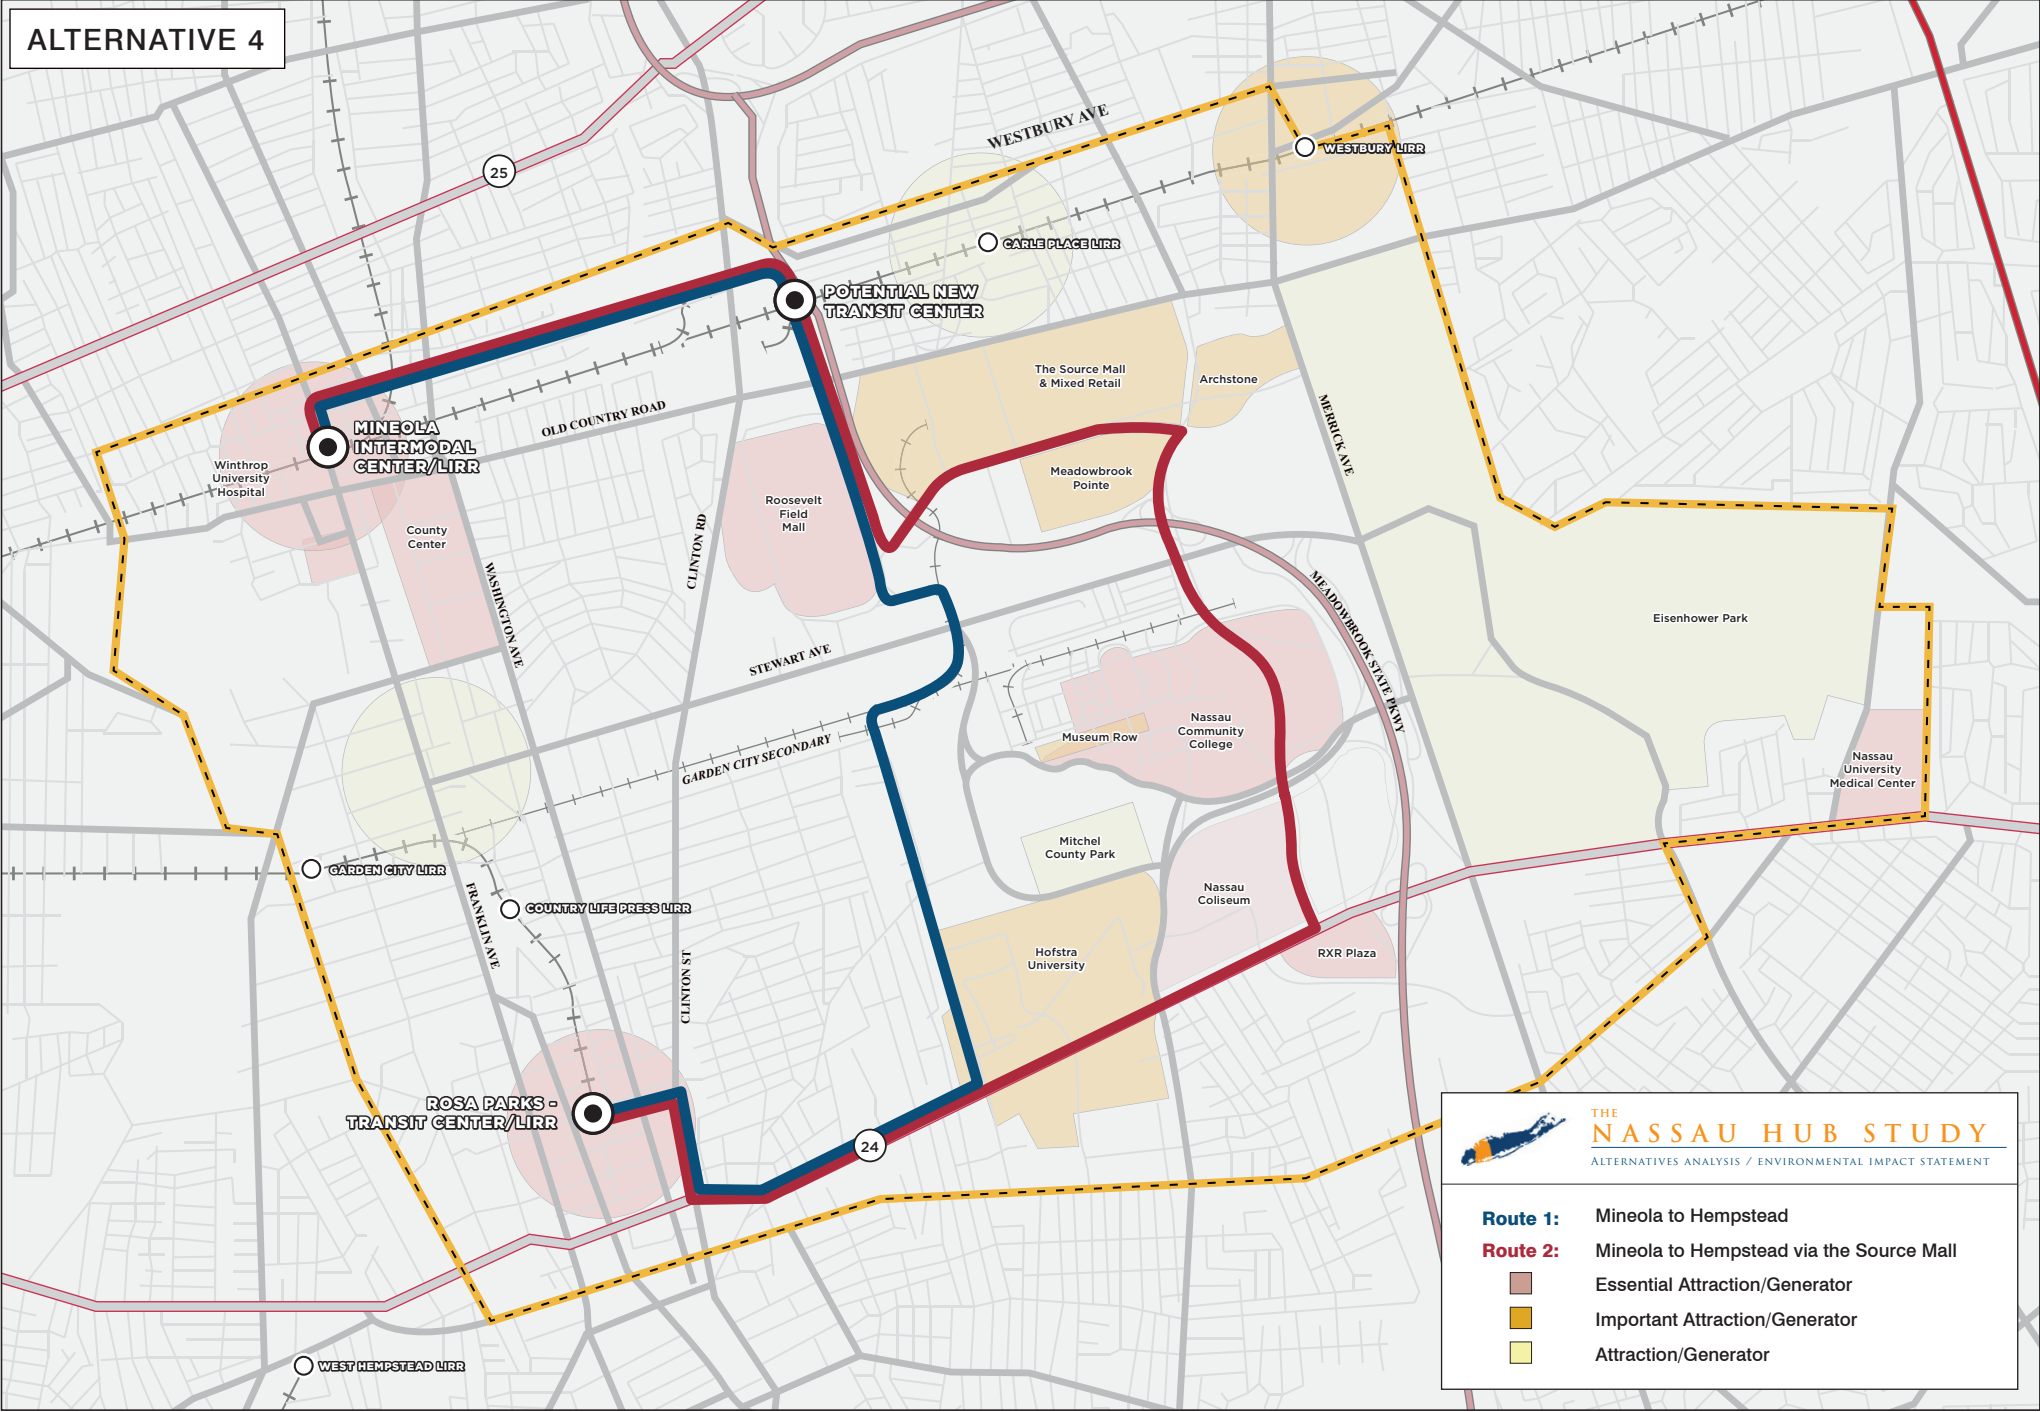 ALTERNATIVE 4
25
WESTBURY AVE
WESTBURY LIRR
CARLE PLACE LIRR
POTENTIAL NEW
TRANSIT CENTER
The Source Mall
& Mixed Retail
Archstone
MERRICK AVE
OLD COUNTRY ROAD
MINEOLA
INTERMODAL
CENTER/LIRR
Winthrop
University
Hospital
County
Center
Roosevelt
Field
Mall
Meadowbrook
Pointe
CLINTON RD
WASHINGTON AVE
MEADOWBROOK STATE PKWY
Eisenhower Park
STEWART AVE
Nassau
Community
College
Museum Row
GARDEN CITY SECONDARY
Nassau
University
Medical Center
Mitchel
County Park
GARDEN CITY LIRR
COUNTRY LIFE PRESS LIRR
FRANKLIN AVE
CLINTON ST
Nassau
Coliseum
Hofstra
University
RXR Plaza
ROSA PARKS -
TRANSIT CENTER/LIRR
24
WEST HEMPSTEAD LIRR
THE
NASSAU HUB STUDY
ALTERNATIVES ANALYSIS / ENVIRONMENTAL IMPACT STATEMENT
Route 1: Mineola to Hempstead
Route 2: Mineola to Hempstead via the Source Mall
Essential Attraction/Generator
Important Attraction/Generator
Attraction/Generator